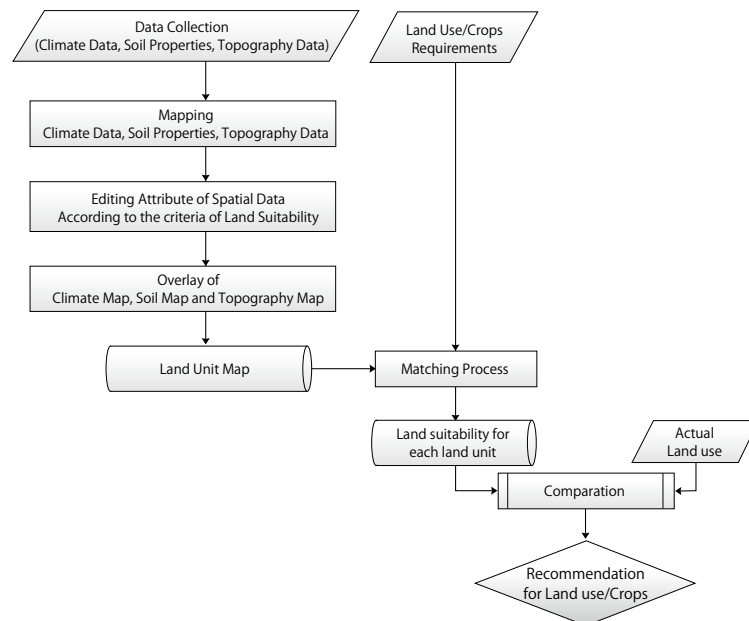 Data Collection
(Climate Data, Soil Properties, Topography Data)
Land Use/Crops
Requirements
Mapping
Climate Data, Soil Properties, Topography Data
Editing Attribute of Spatial Data
According to the criteria of Land Suitability
Overlay of
Climate Map, Soil Map and Topography Map
Land Unit Map
Matching Process
Land suitability for
each land unit
Actual
Land use
Comparation
Recommendation
for Land use/Crops